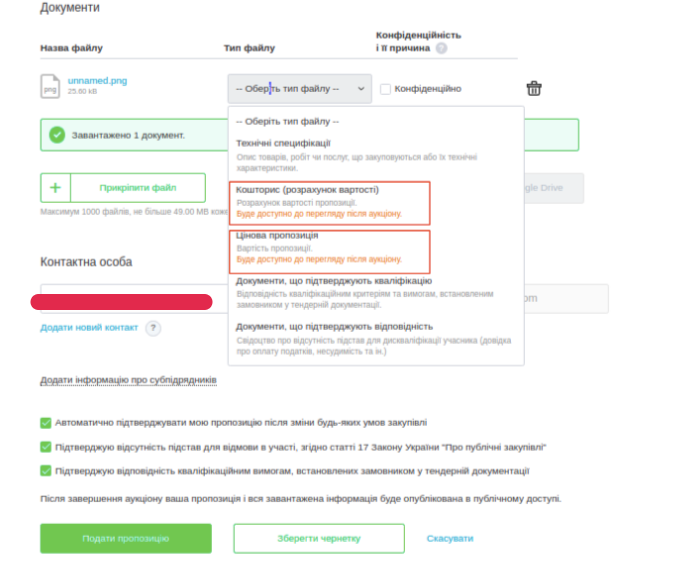 Документи
Конфіденційність
Назва файлу Тип файлу і її причина ?
unnamed.png
png 25.60 kB -- Оберіть тип файлу -- Конфіденційно
-- Оберіть тип файлу --
Завантажено 1 документ.
Технічні специфікації
Опис товарів, робіт чи послуг, що закуповуються або їх технічні
характеристики.
+ Прикріпити файл
Кошторис (розрахунок вартості)
gle Drive
Розрахунок вартості пропозиції.
Максимум 1000 файлів, не більше 49.00 MB
Буде доступно до перегляду після аукціону.
Цінова пропозиція
Вартість пропозиції.
Буде доступно до перегляду після аукціону.
Контактна особа
Документи, що підтверджують кваліфікацію
Відповідність кваліфікаційним критеріям та вимогам, встановленим
замовником у тендерній документації.
om
Додати новий контакт ?
Документи, що підтверджують відповідність
Свідоцтво про відсутність підстав для дискваліфікації учасника (довідка
про оплату податків, несудимість та ін.)
Додати інформацію про субпідрядників
Автоматично підтверджувати мою пропозицію після зміни будь-яких умов закупівлі
Підтверджую відсутність підстав для відмови в участі, згідно статті 17 Закону України "Про публічні закупівлі"
Підтверджую відповідність кваліфікаційним вимогам, встановлених замовником у тендерній документації
Після завершення аукціону ваша пропозиція і вся завантажена інформація буде опублікована в публічному доступі.
Подати пропозицію Зберегти чернетку Скасувати